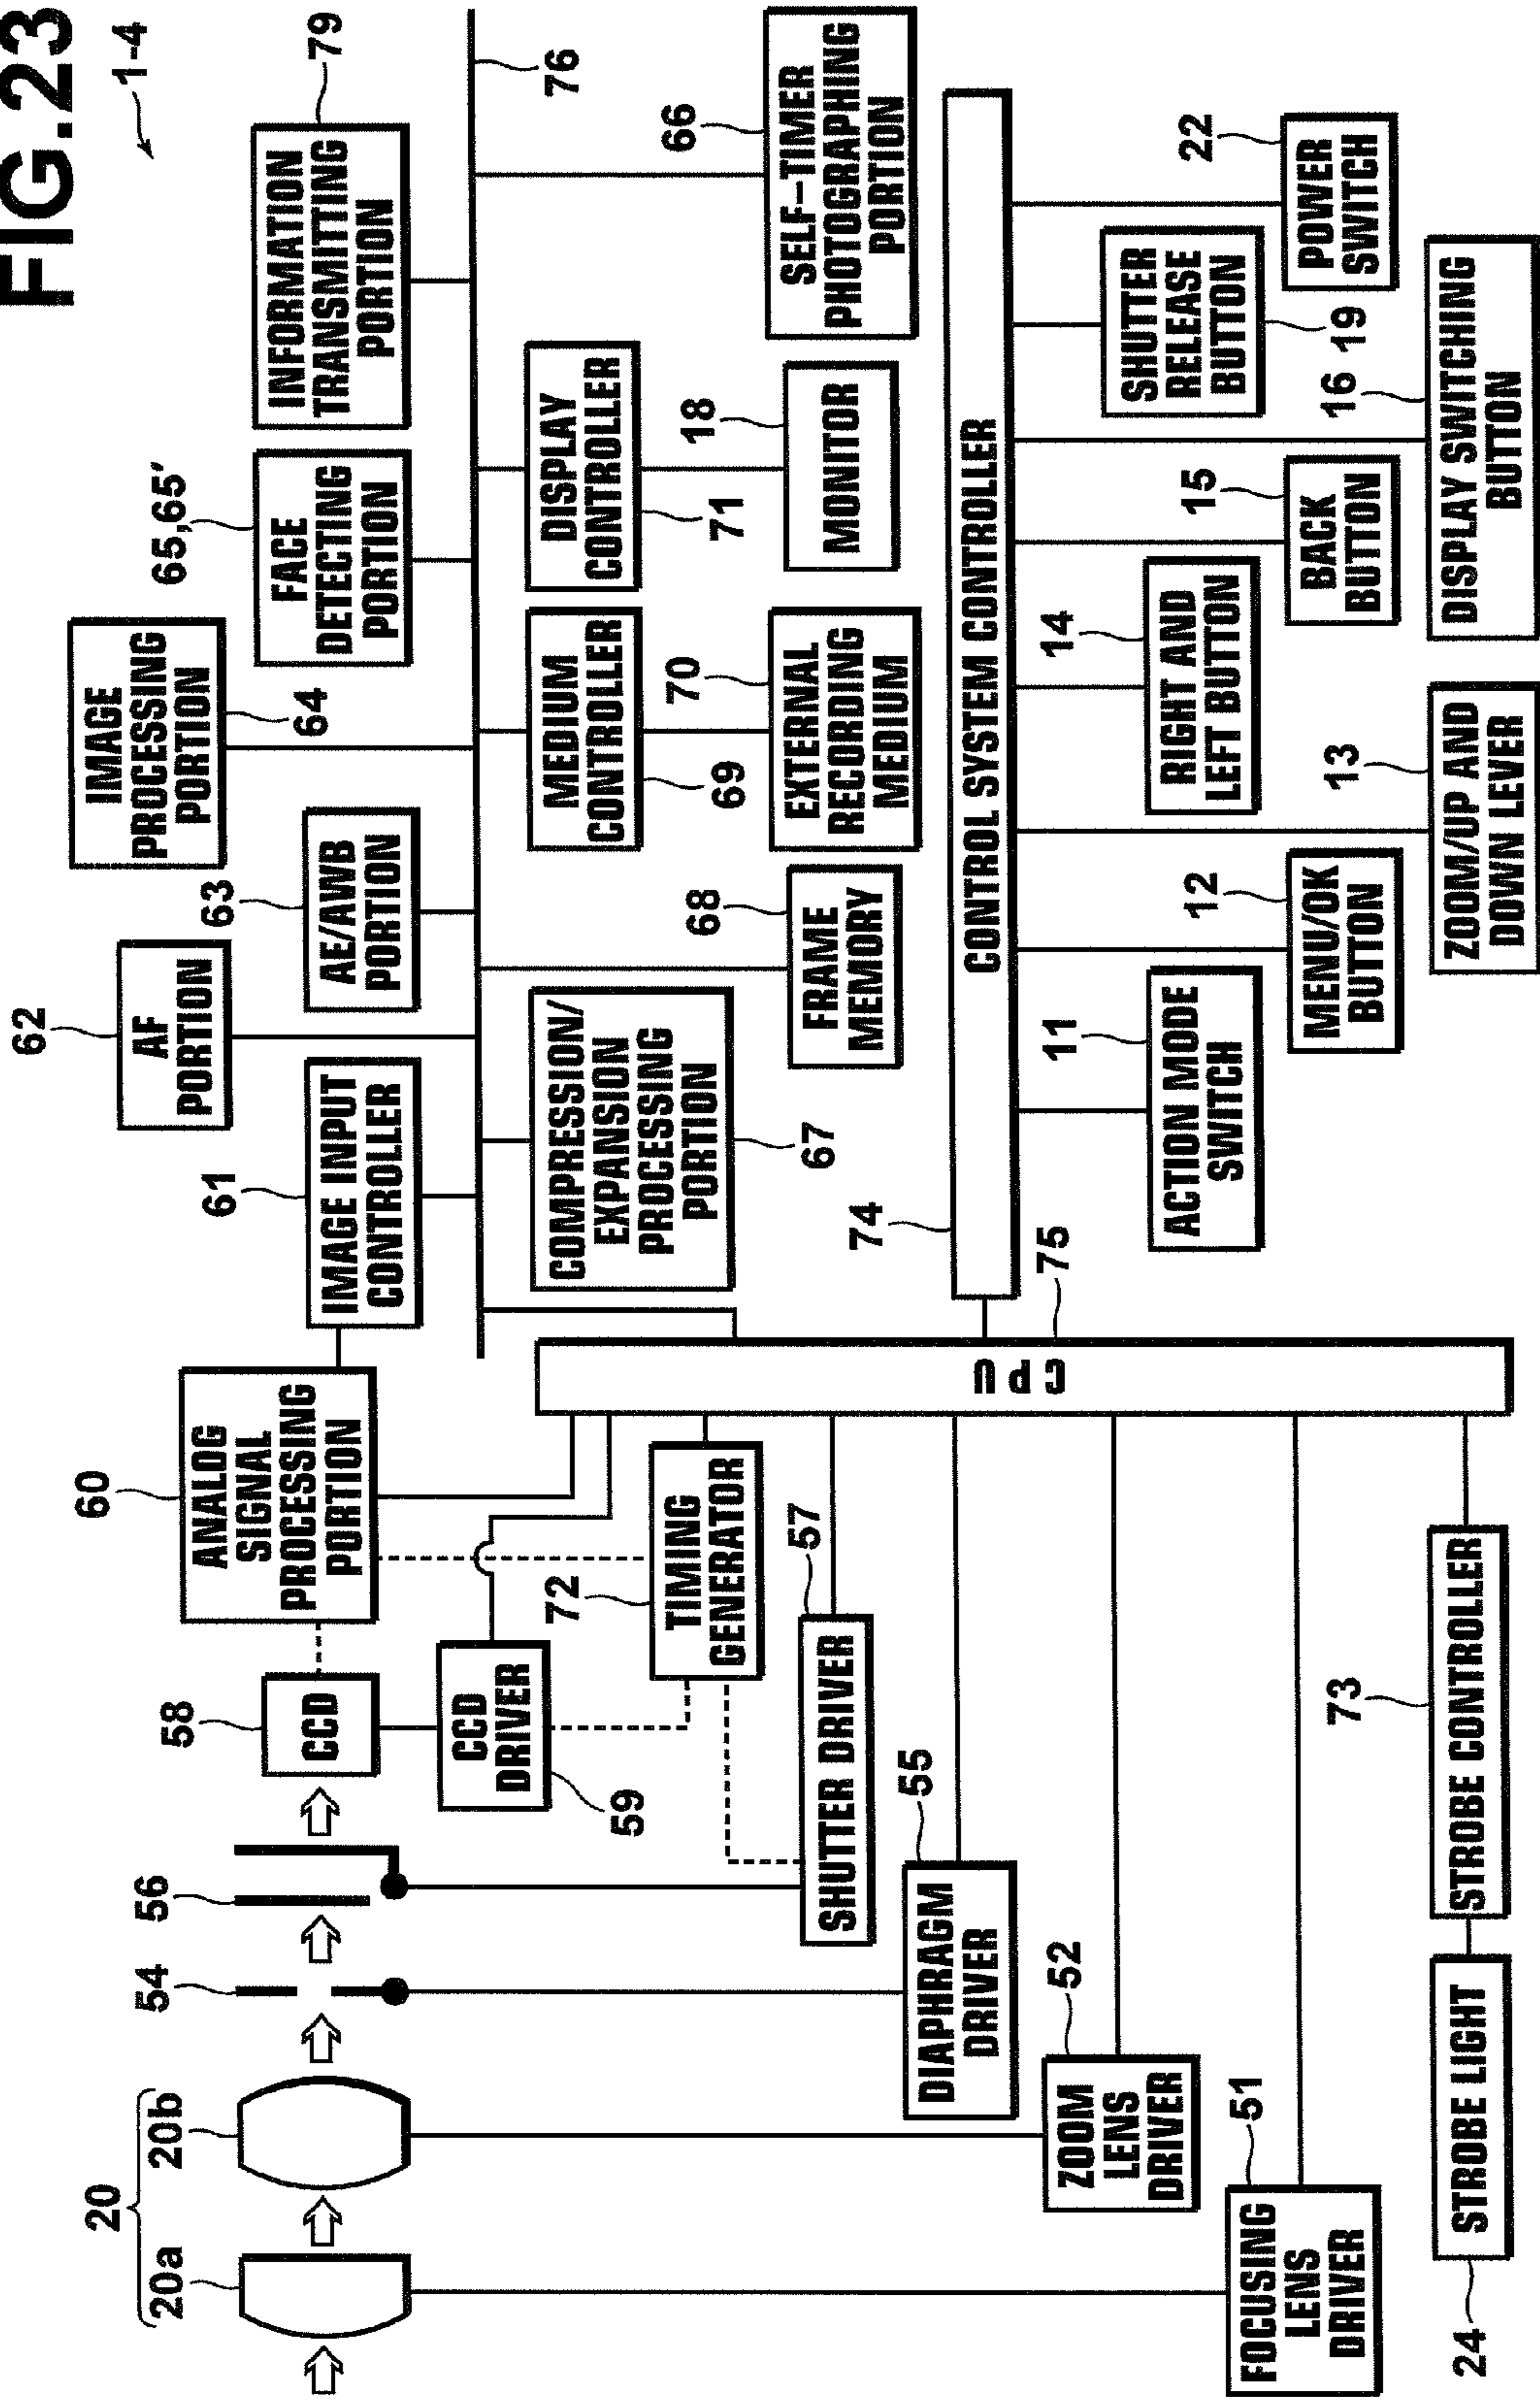 FIG.23
1-4
20
20a
20b
54
56
58
CCD
60
ANALOG
SIGNAL
PROCESSING
PORTION
61
IMAGE INPUT
CONTROLLER
62
AF
PORTION
63
AE/AWB
PORTION
IMAGE
PROCESSING
PORTION
64
65,65'
FACE
DETECTING
PORTION
INFORMATION
TRANSMITTING
PORTION
79
76
CCD
DRIVER
59
72
TIMING
GENERATOR
COMPRESSION/
EXPANSION
PROCESSING
PORTION
67
MEDIUM
CONTROLLER
69
DISPLAY
CONTROLLER
71
68
FRAME
MEMORY
70
EXTERNAL
RECORDING
MEDIUM
18
MONITOR
66
SELF-TIMER
PHOTOGRAPHING
PORTION
57
SHUTTER DRIVER
55
DIAPHRAGM
DRIVER
52
ZOOM
LENS
DRIVER
51
FOCUSING
LENS
DRIVER
24
STROBE LIGHT
73
STROBE CONTROLLER
CPU
75
74
CONTROL SYSTEM CONTROLLER
11
ACTION MODE
SWITCH
12
MENU/OK
BUTTON
13
ZOOM/UP AND
DOWN LEVER
14
RIGHT AND
LEFT BUTTON
15
BACK
BUTTON
16
DISPLAY SWITCHING
BUTTON
SHUTTER
RELEASE
BUTTON
19
22
POWER
SWITCH